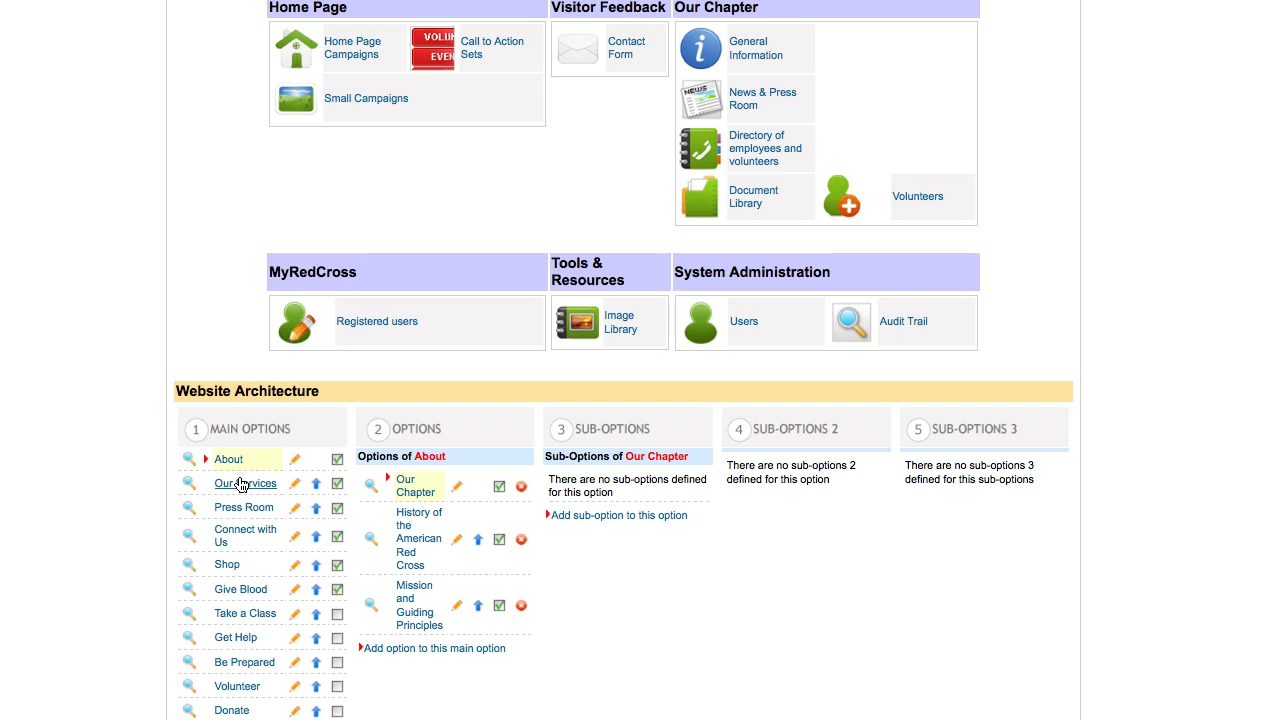 Home Page
Visitor Feedback
Our Chapter
Home Page
Campaigns
VOLU
EVEN
Call to Action
Sets
Small Campaigns
Contact
Form
General
Information
NEWS
News & Press
Room
Directory of
employees and
volunteers
Document
Library
Volunteers
MyRedCross
Tools &
Resources
System Administration
Registered users
Image
Library
Users
Audit Trail
Website Architecture
1 MAIN OPTIONS
2 OPTIONS
3 SUB-OPTIONS
4 SUB-OPTIONS 2
5 SUB-OPTIONS 3
About
Our Services
Press Room
Connect with
Us
Shop
Give Blood
Take a Class
Get Help
Be Prepared
Volunteer
Donate
Options of About
Our
Chapter
History of
the
American
Red
Cross
Mission
and
Guiding
Principles
Add option to this main option
Sub-Options of Our Chapter
There are no sub-options defined
for this option
Add sub-option to this option
There are no sub-options 2
defined for this option
There are no sub-options 3
defined for this sub-options